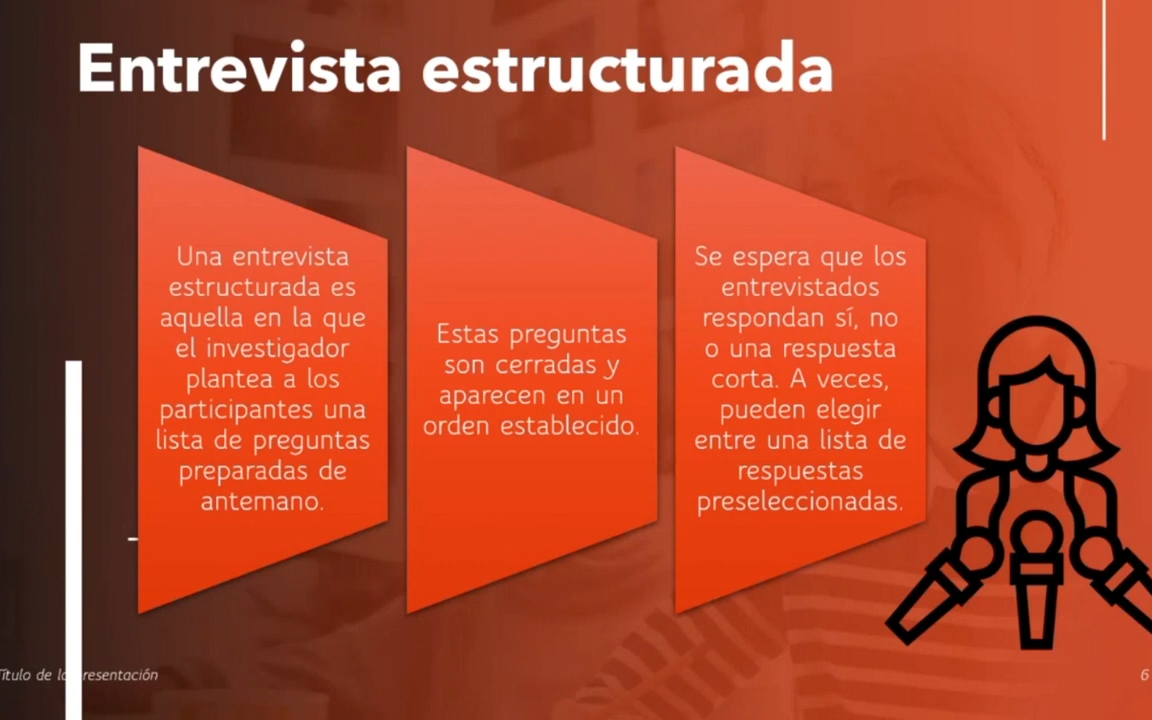 Entrevista estructurada
Una entrevista
estructurada es
aquella en la que
el investigador
plantea a los
participantes una
lista de preguntas
preparadas de
antemano.
Estas preguntas
son cerradas y
aparecen en un
orden establecido.
Se espera que los
entrevistados
respondan sí, no
o una respuesta
corta. A veces,
pueden elegir
entre una lista de
respuestas
preseleccionadas.
Título de la presentación
6